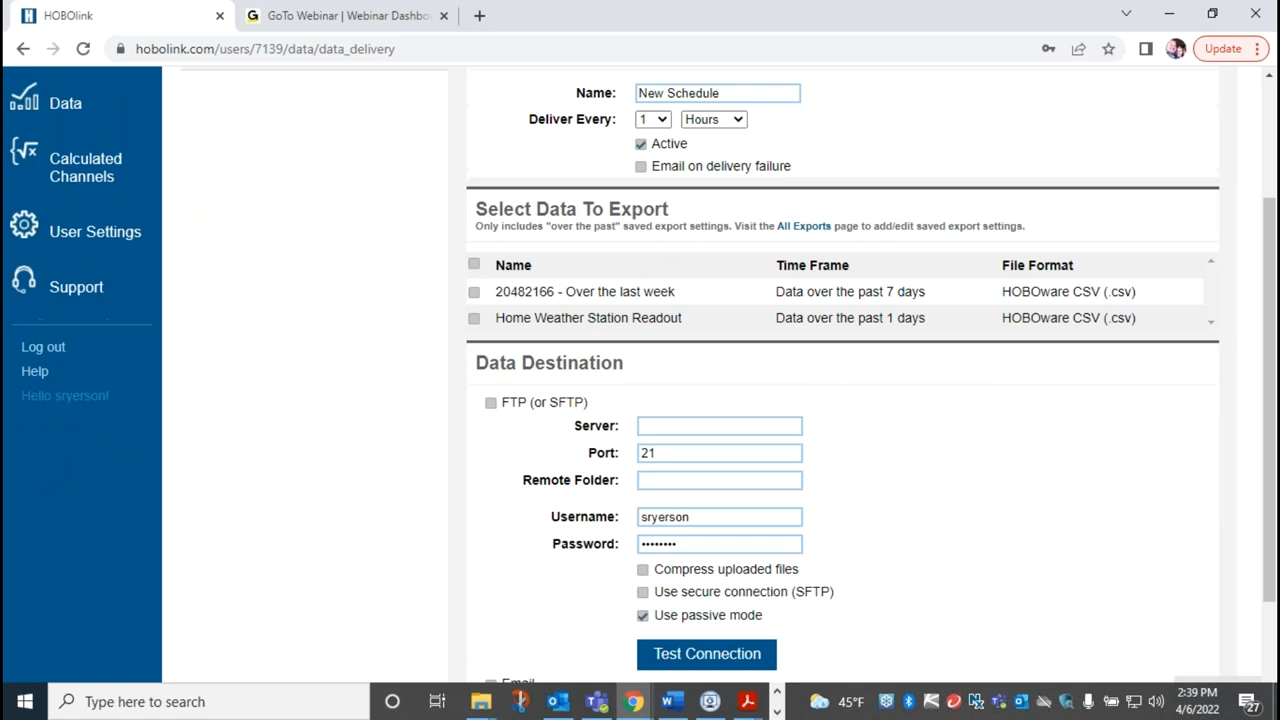 HOBOlink
GoTo Webinar | Webinar Dashbo
hobolink.com/users/7139/data/data_delivery
Update
Data
Calculated
Channels
User Settings
Support
Log out
Help
Hello sryerson!
Name: New Schedule
Deliver Every: 1 Hours
Active
Email on delivery failure
Select Data To Export
Only includes "over the past" saved export settings. Visit the All Exports page to add/edit saved export settings.
Name Time Frame File Format
20482166 - Over the last week Data over the past 7 days HOBOware CSV (.csv)
Home Weather Station Readout Data over the past 1 days HOBOware CSV (.csv)
Data Destination
FTP (or SFTP)
Server:
Port: 21
Remote Folder:
Username: sryerson
Password: ••••••••
Compress uploaded files
Use secure connection (SFTP)
Use passive mode
Test Connection
Email
Type here to search
45°F
2:39 PM
4/6/2022
27